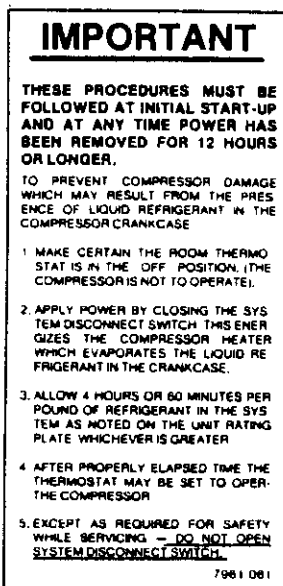 IMPORTANT
THESE PROCEDURES MUST BE
FOLLOWED AT INITIAL START-UP
AND AT ANY TIME POWER HAS
BEEN REMOVED FOR 12 HOURS
OR LONGER.
TO PREVENT COMPRESSOR DAMAGE
WHICH MAY RESULT FROM THE PRES
ENCE OF LIQUID REFRIGERANT IN THE
COMPRESSOR CRANKCASE
1 MAKE CERTAIN THE ROOM THERMO
STAT IS IN THE OFF POSITION. (THE
COMPRESSOR IS NOT TO OPERATE).
2. APPLY POWER BY CLOSING THE SYS
TEM DISCONNECT SWITCH THIS ENER
GIZES THE COMPRESSOR HEATER
WHICH EVAPORATES THE LIQUID RE
FRIGERANT IN THE CRANKCASE.
3. ALLOW 4 HOURS OR 60 MINUTES PER
POUND OF REFRIGERANT IN THE SYS
TEM AS NOTED ON THE UNIT RATING
PLATE WHICHEVER IS GREATER
4 AFTER PROPERLY ELAPSED TIME THE
THERMOSTAT MAY BE SET TO OPER-
THE COMPRESSOR
5. EXCEPT AS REQUIRED FOR SAFETY
WHILE SERVICING — DO NOT OPEN
SYSTEM DISCONNECT SWITCH.
7961 061